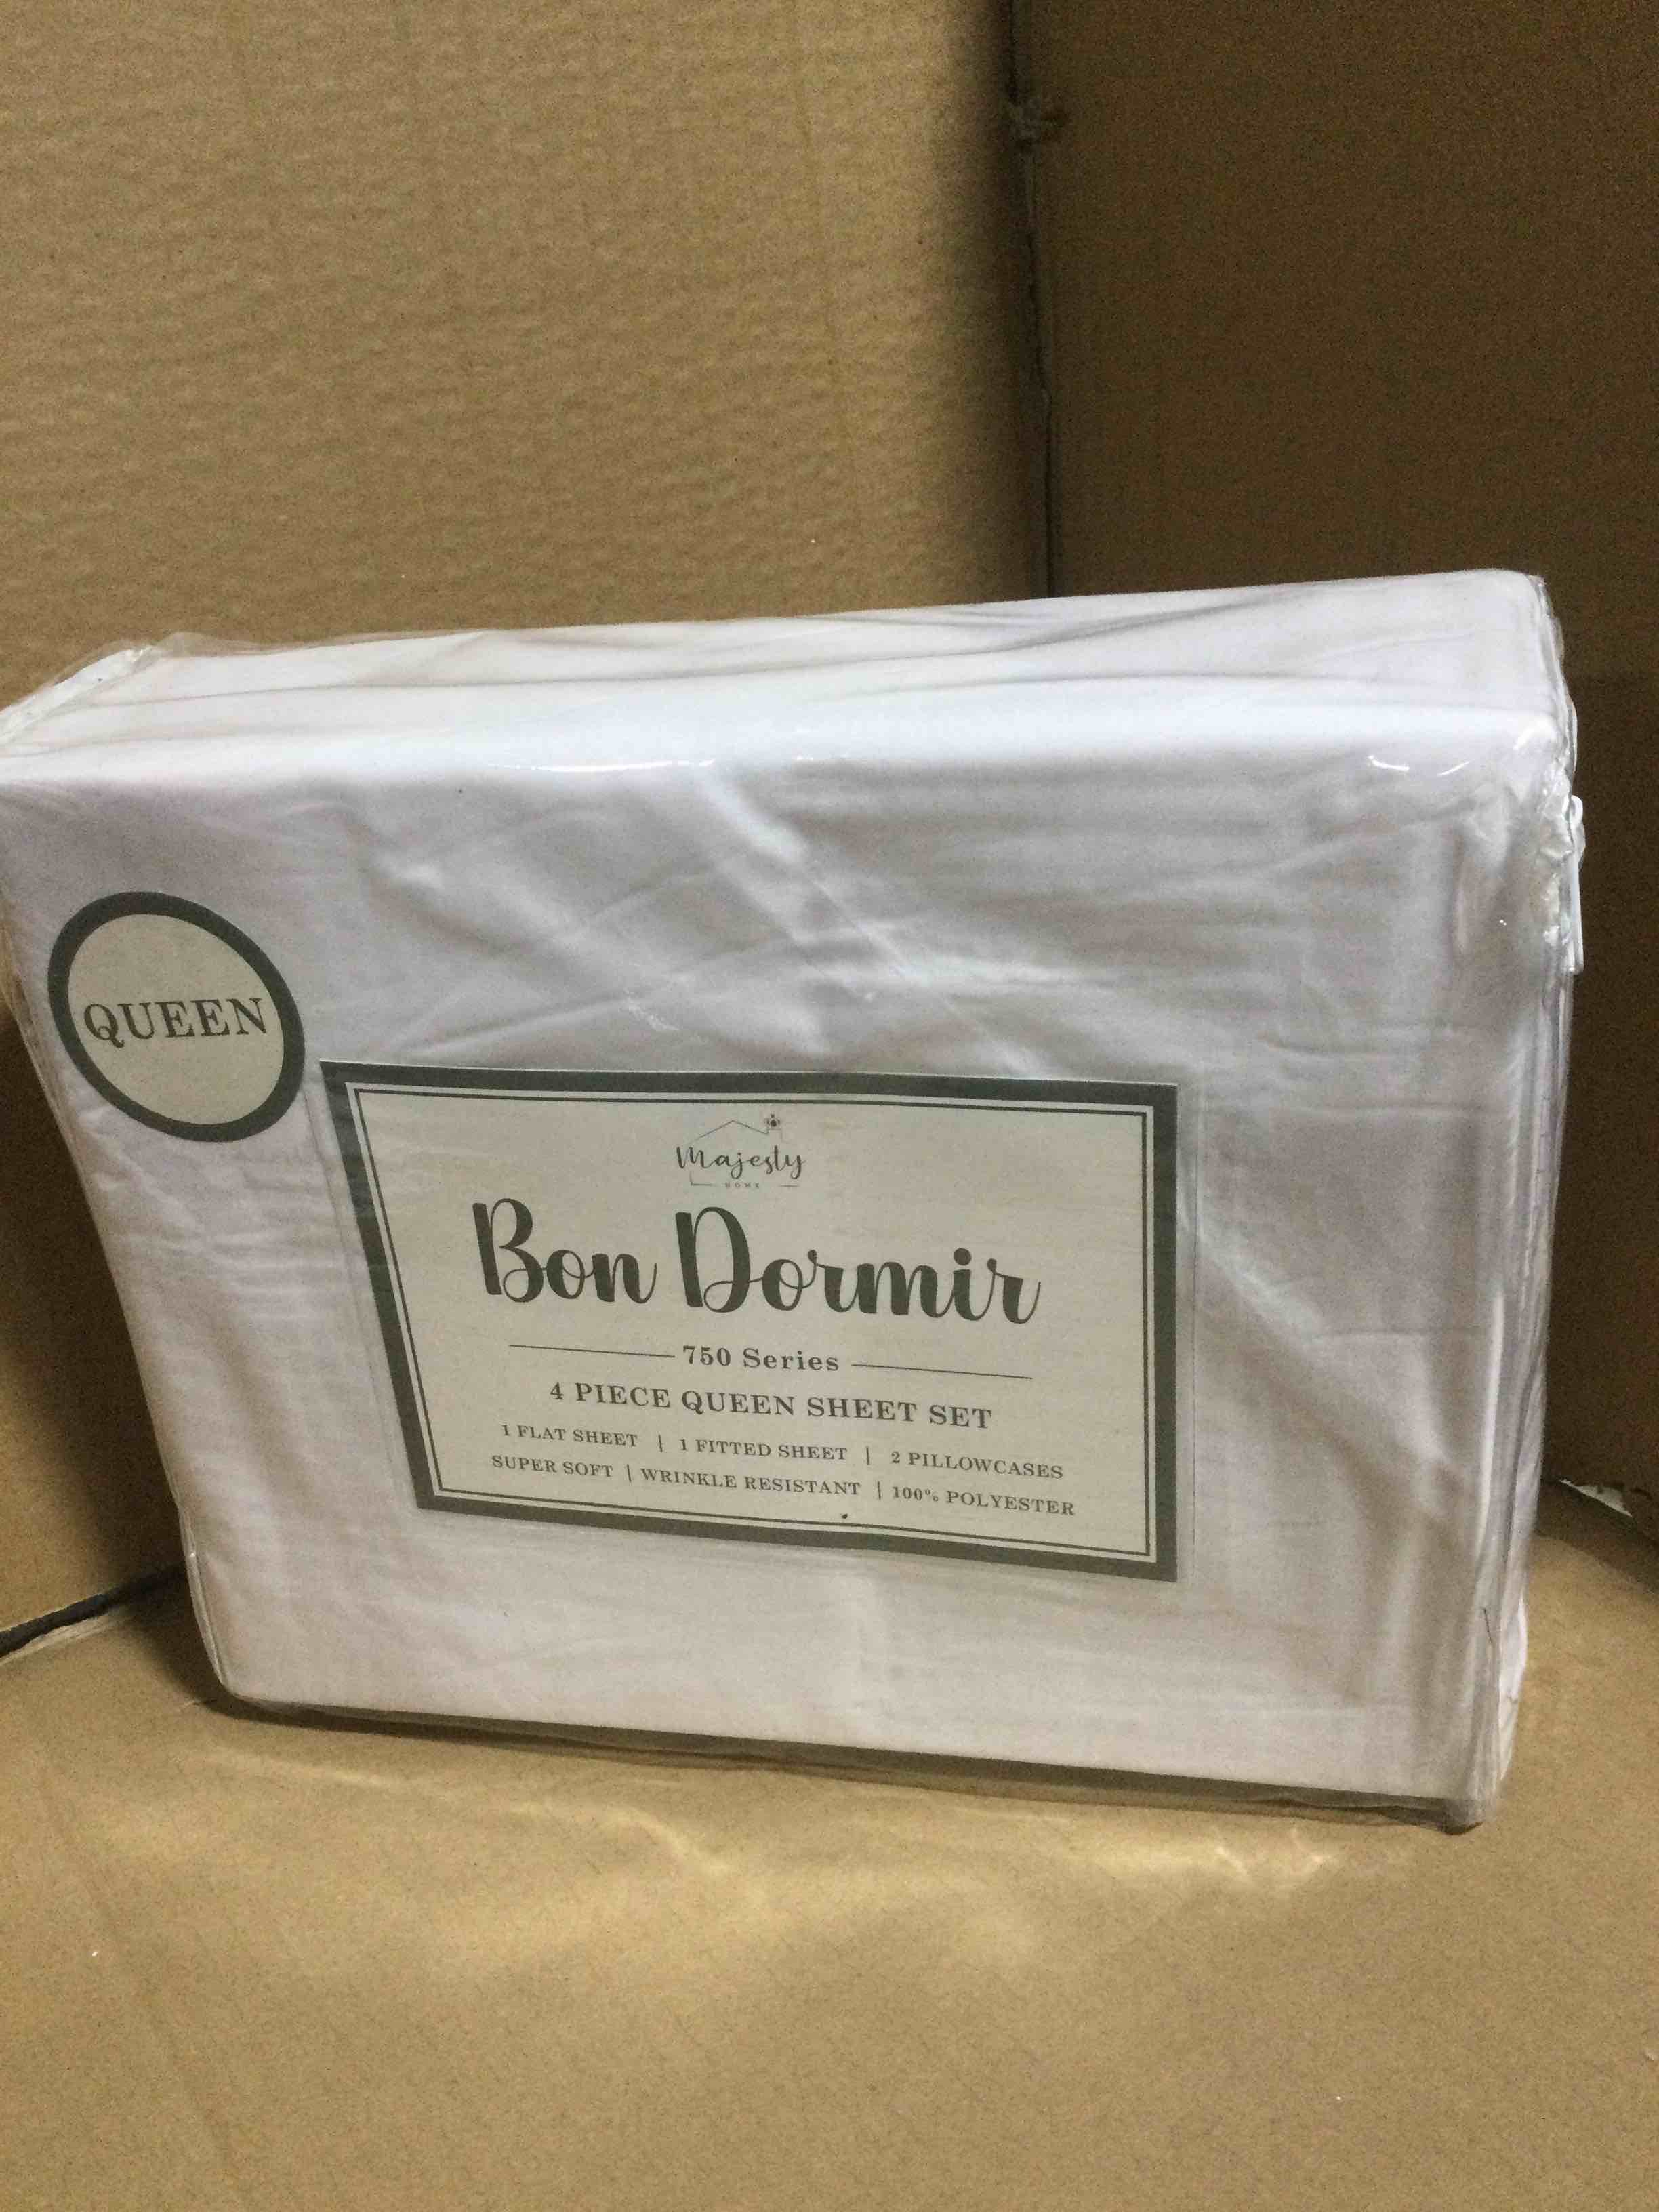 QUEEN
Majesty
HOME
Bon Dormir
750 Series
4 PIECE QUEEN SHEET SET
1 FLAT SHEET | 1 FITTED SHEET | 2 PILLOWCASES
SUPER SOFT | WRINKLE RESISTANT | 100% POLYESTER